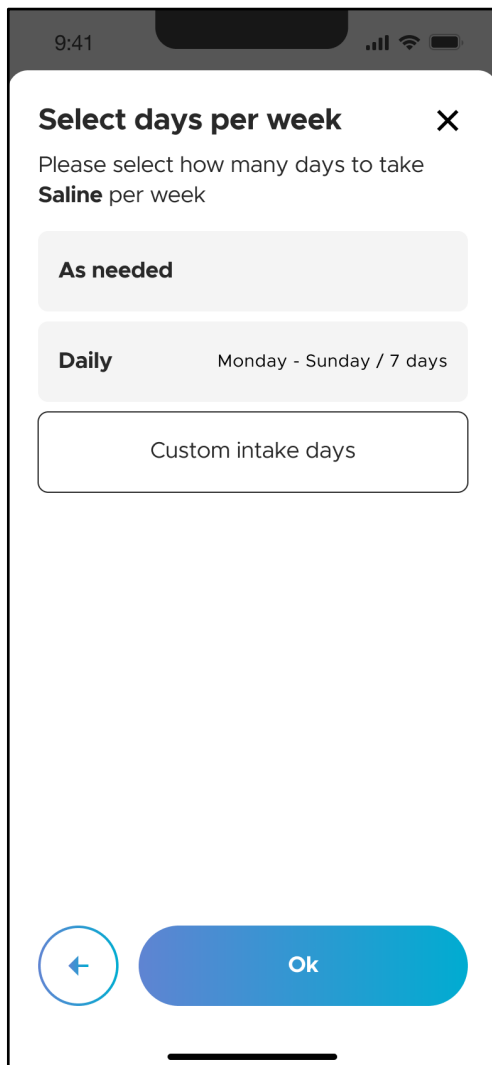 9:41
Select days per week
Please select how many days to take
Saline per week
As needed
Daily Monday - Sunday / 7 days
Custom intake days
Ok